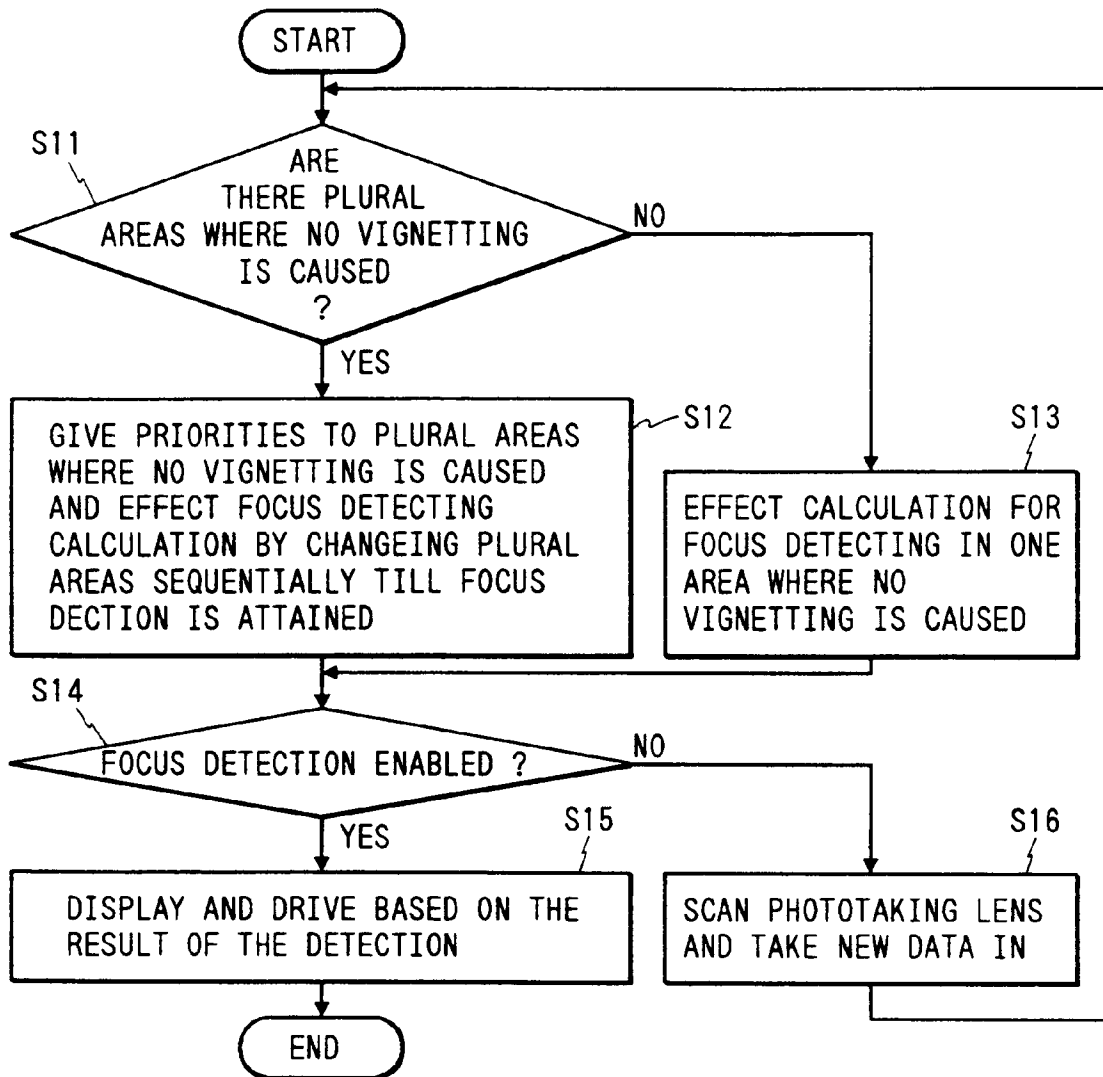 START
S11
ARE
THERE PLURAL
AREAS WHERE NO VIGNETTING
IS CAUSED
?
NO
YES
S12
GIVE PRIORITIES TO PLURAL AREAS
WHERE NO VIGNETTING IS CAUSED
AND EFFECT FOCUS DETECTING
CALCULATION BY CHANGEING PLURAL
AREAS SEQUENTIALLY TILL FOCUS
DECTION IS ATTAINED
S13
EFFECT CALCULATION FOR
FOCUS DETECTING IN ONE
AREA WHERE NO
VIGNETTING IS CAUSED
S14
FOCUS DETECTION ENABLED ?
NO
YES
S15
DISPLAY AND DRIVE BASED ON THE
RESULT OF THE DETECTION
S16
SCAN PHOTOTAKING LENS
AND TAKE NEW DATA IN
END